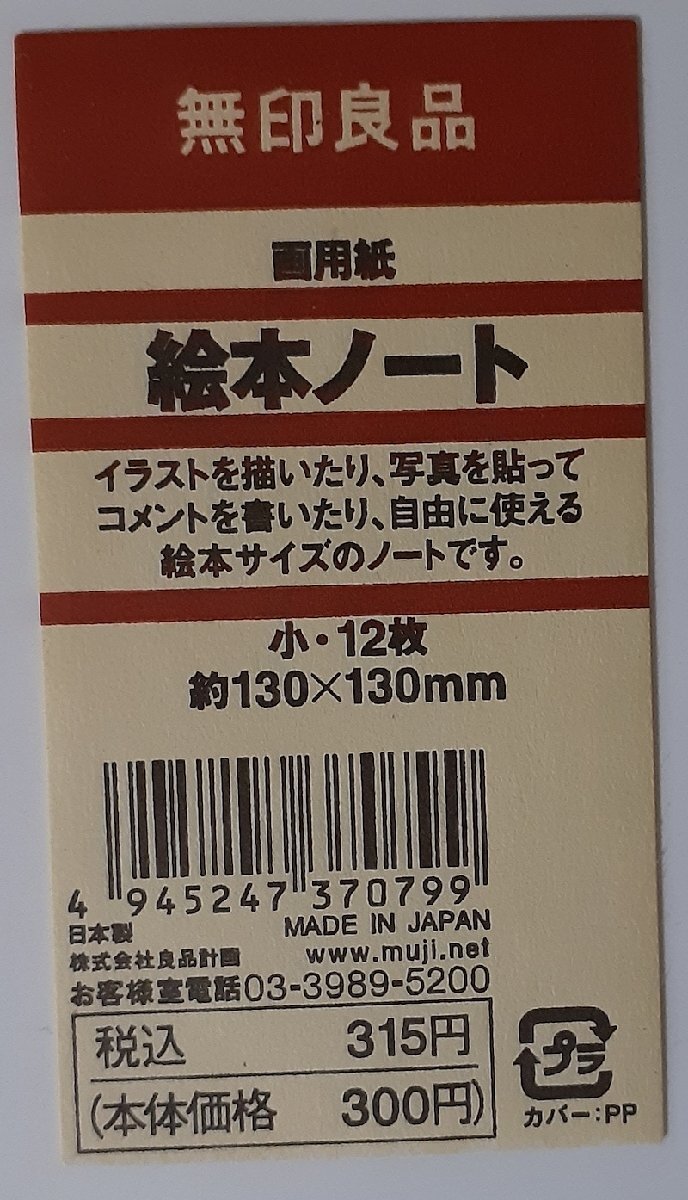 無印良品
画用紙
絵本ノート
イラストを描いたり、写真を貼って
コメントを書いたり、自由に使える
絵本サイズのノートです。
小・12枚
約130×130mm
4 945247 370799
日本製 MADE IN JAPAN
株式会社良品計画 www.muji.net
お客様室電話03-3989-5200
税込 315円
(本体価格 300円)
プラ
カバー:PP